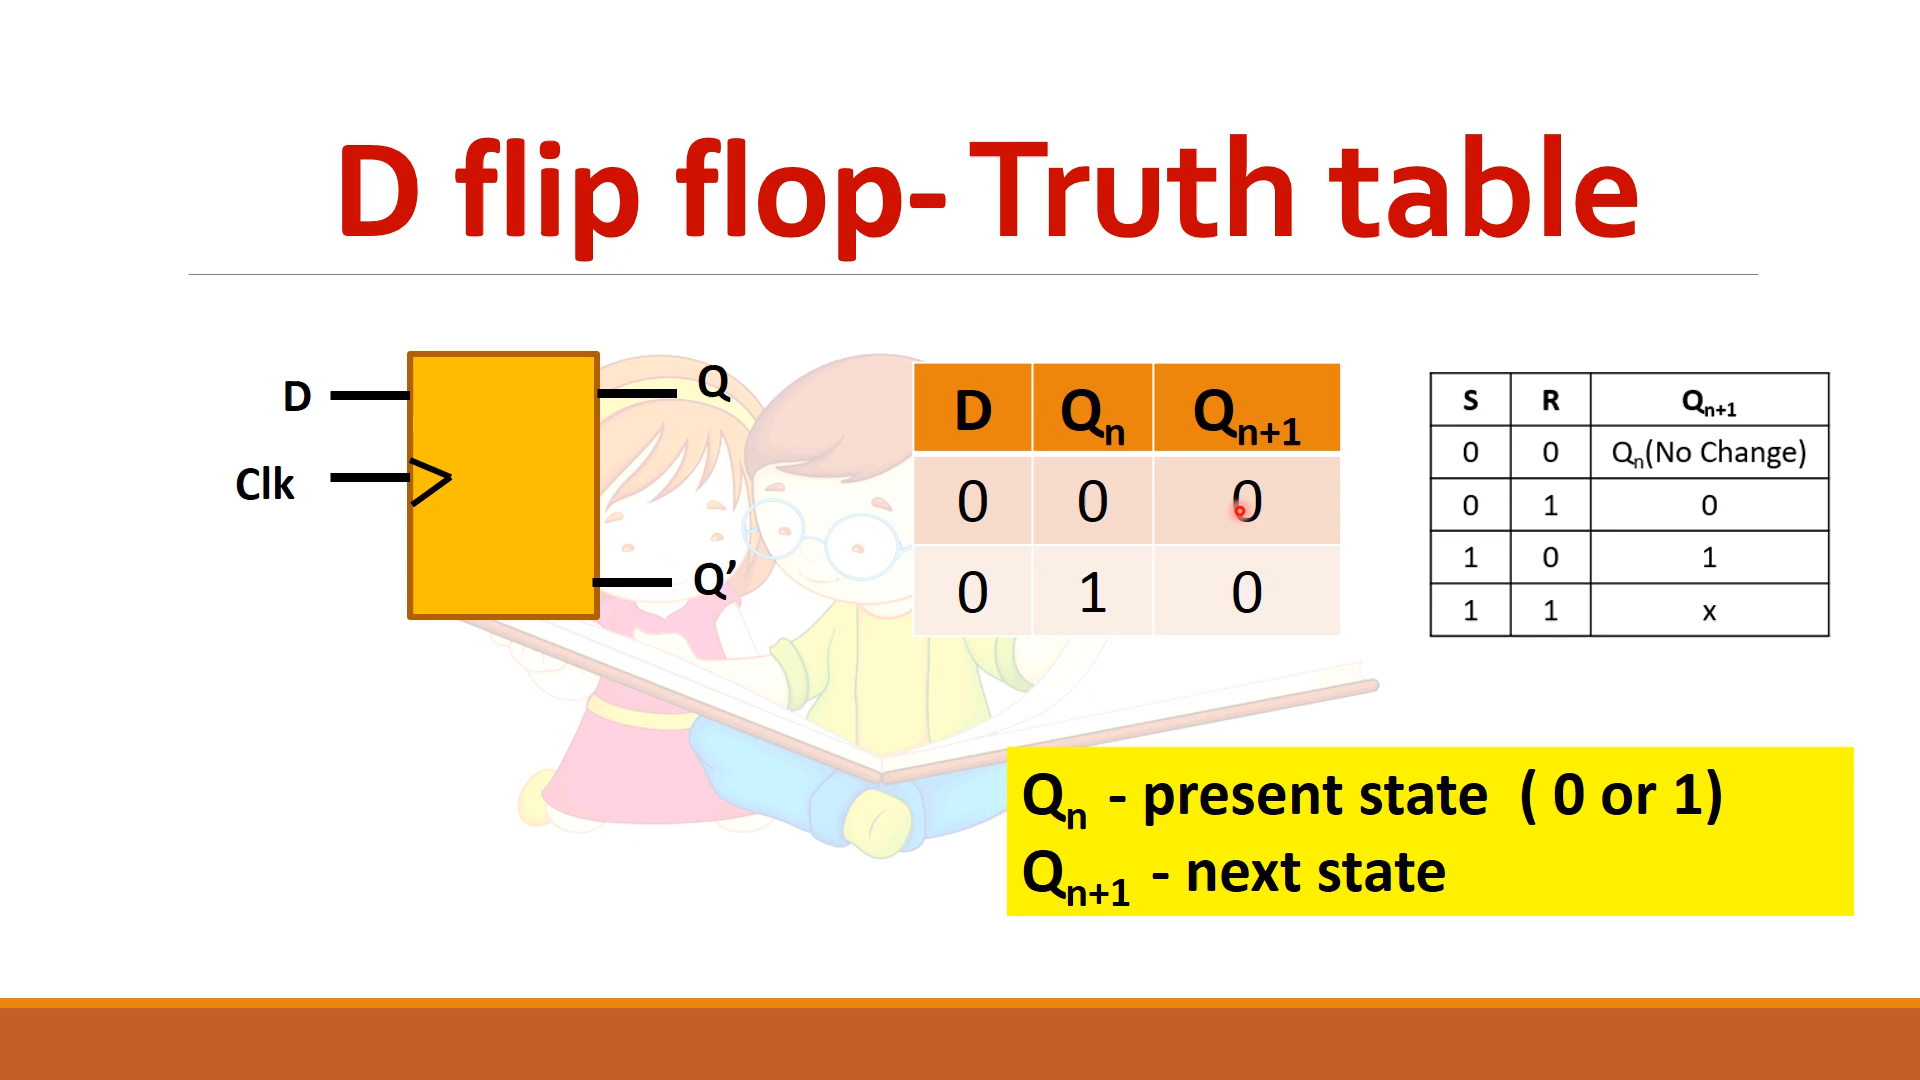 D flip flop- Truth table
D
Clk
Q
Q’
D Qn Qn+1
0 0 0
0 1 0
S R Qn+1
0 0 Qn(No Change)
0 1 0
1 0 1
1 1 x
Qn - present state ( 0 or 1)
Qn+1 - next state